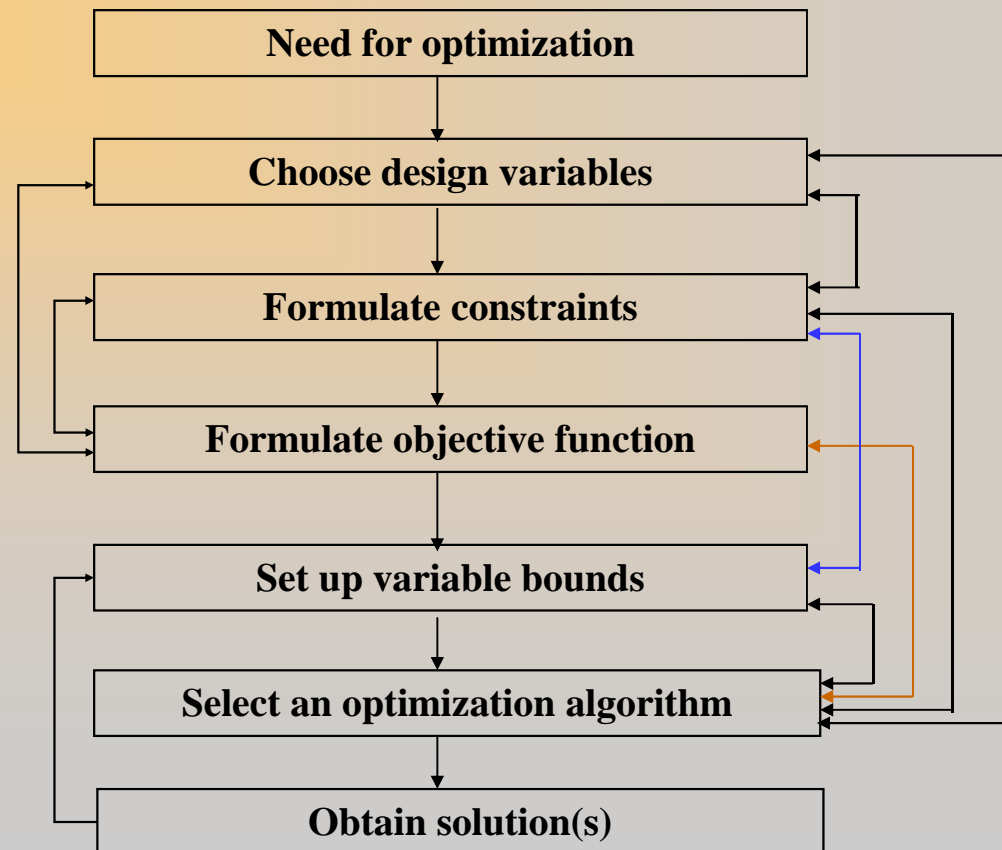 Need for optimization
Choose design variables
Formulate constraints
Formulate objective function
Set up variable bounds
Select an optimization algorithm
Obtain solution(s)